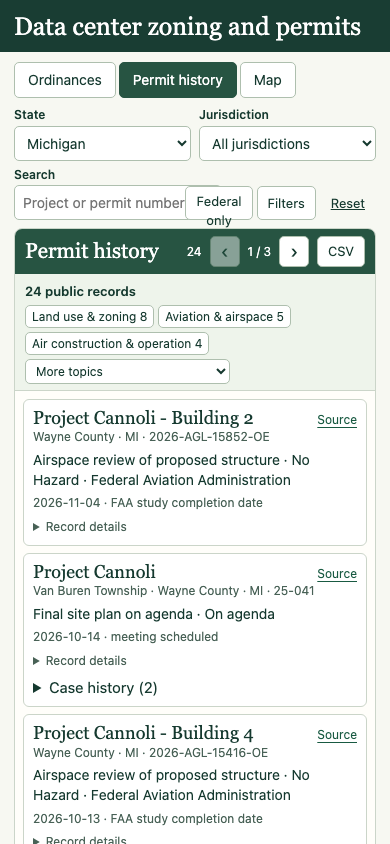 Data center zoning and permits
Ordinances
Permit history
Map
State
Jurisdiction
Michigan
All jurisdictions
Search
Project or permit number
Federal only
Filters
Reset
Permit history
24
‹
1 / 3
›
CSV
24 public records
Land use & zoning 8
Aviation & airspace 5
Air construction & operation 4
More topics
Project Cannoli - Building 2
Source
Wayne County · MI · 2026-AGL-15852-OE
Airspace review of proposed structure · No
Hazard · Federal Aviation Administration
2026-11-04 · FAA study completion date
Record details
Project Cannoli
Source
Van Buren Township · Wayne County · MI · 25-041
Final site plan on agenda · On agenda
2026-10-14 · meeting scheduled
Record details
Case history (2)
Project Cannoli - Building 4
Source
Wayne County · MI · 2026-AGL-15416-OE
Airspace review of proposed structure · No
Hazard · Federal Aviation Administration
2026-10-13 · FAA study completion date
Record details